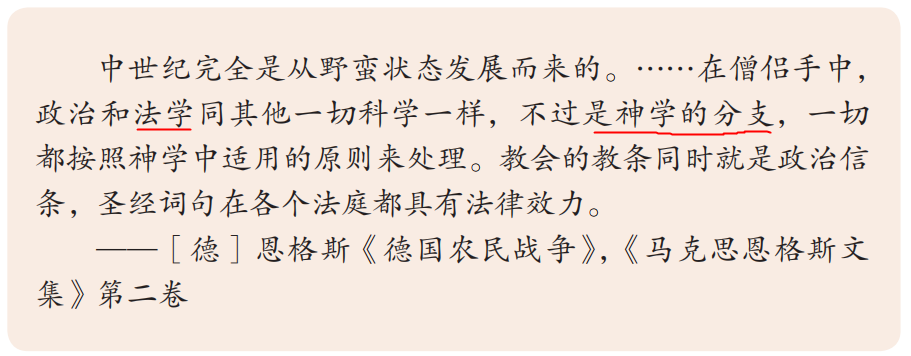 中世纪完全是从野蛮状态发展而来的。……在僧侣手中，
政治和法学同其他一切科学一样，不过是神学的分支，一切
都按照神学中适用的原则来处理。教会的教条同时就是政治信
条，圣经词句在各个法庭都具有法律效力。
——［德］恩格斯《德国农民战争》，《马克思恩格斯文
集》第二卷